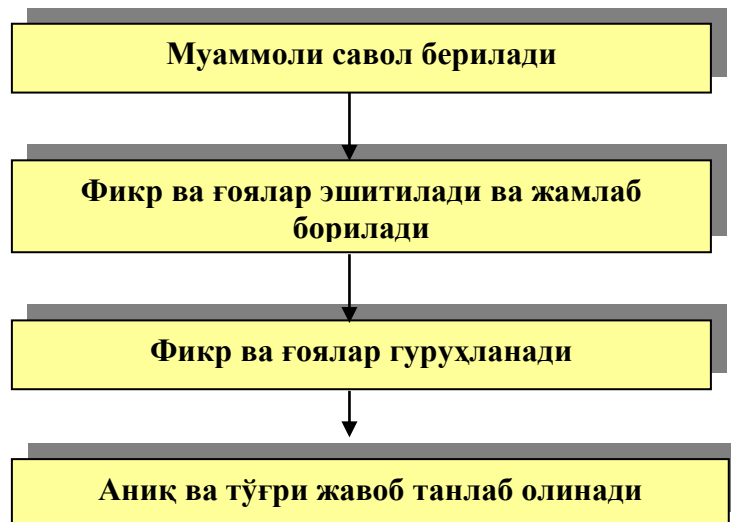 Муаммоли савол берилади
Фикр ва ғоялар эшитилади ва жамлаб
борилади
Фикр ва ғоялар гуруҳланади
Аниқ ва тўғри жавоб танлаб олинади